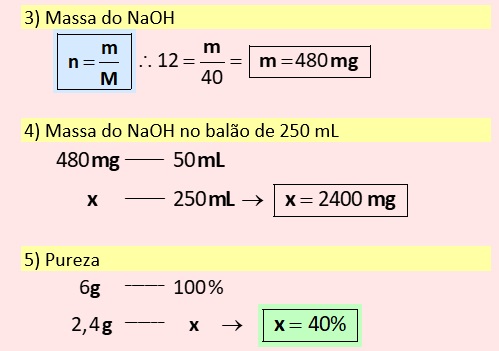 3) Massa do NaOH
n = m/M ∴ 12 = m/40 = m = 480 mg
4) Massa do NaOH no balão de 250 mL
480 mg —— 50 mL
x —— 250 mL → x = 2400 mg
5) Pureza
6g —— 100%
2,4g —— x → x = 40%